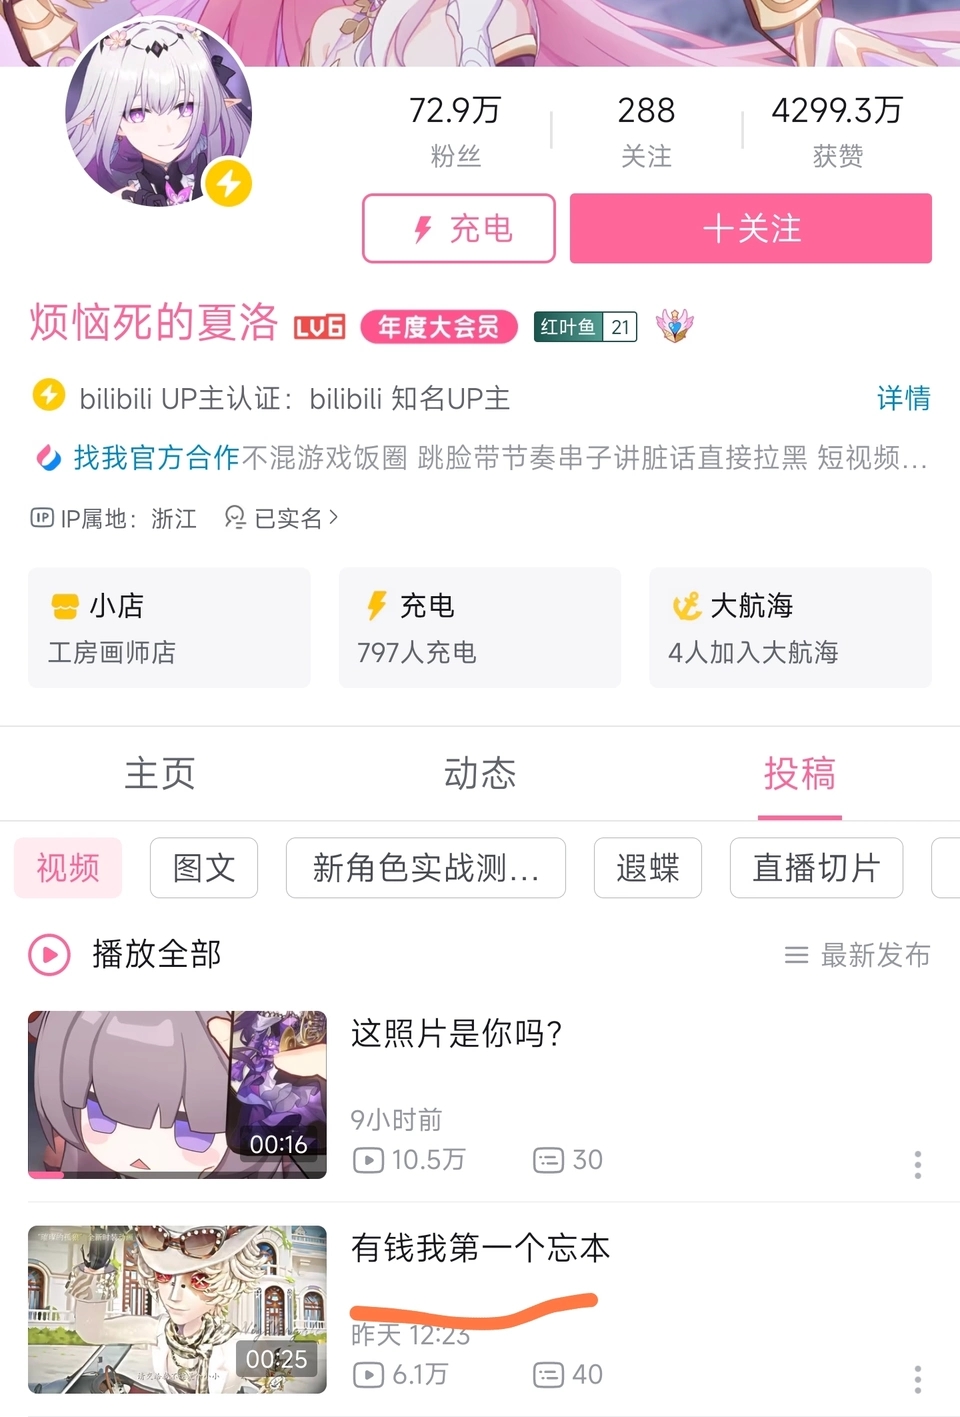 72.9万 288 4299.3万
粉丝 关注 获赞
充电 十关注
烦恼死的夏洛 LV6 年度大会员 红叶鱼 21
bilibili UP主认证：bilibili 知名UP主 详情
找我官方合作不混游戏饭圈 跳脸带节奏串子讲脏话直接拉黑 短视频...
IP IP属地：浙江 已实名
小店 充电 大航海
工房画师店 797人充电 4人加入大航海
主页 动态 投稿
视频 图文 新角色实战测... 遐蝶 直播切片
播放全部 最新发布
这照片是你吗？
9小时前
00:16 10.5万 30
有钱我第一个忘本
昨天 12:23
00:25 6.1万 40